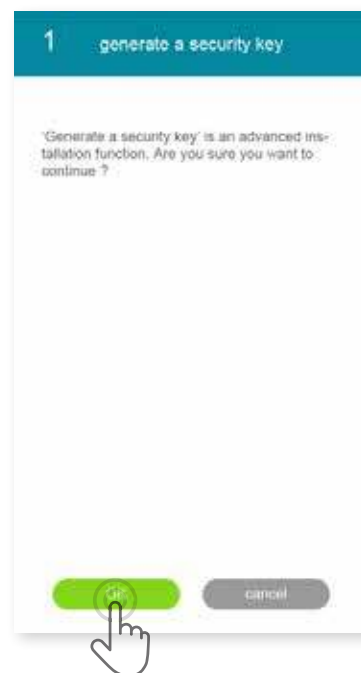 1 generate a security key
'Generate a security key' is an advanced ins-
tallation function. Are you sure you want to
continue ?
cancel